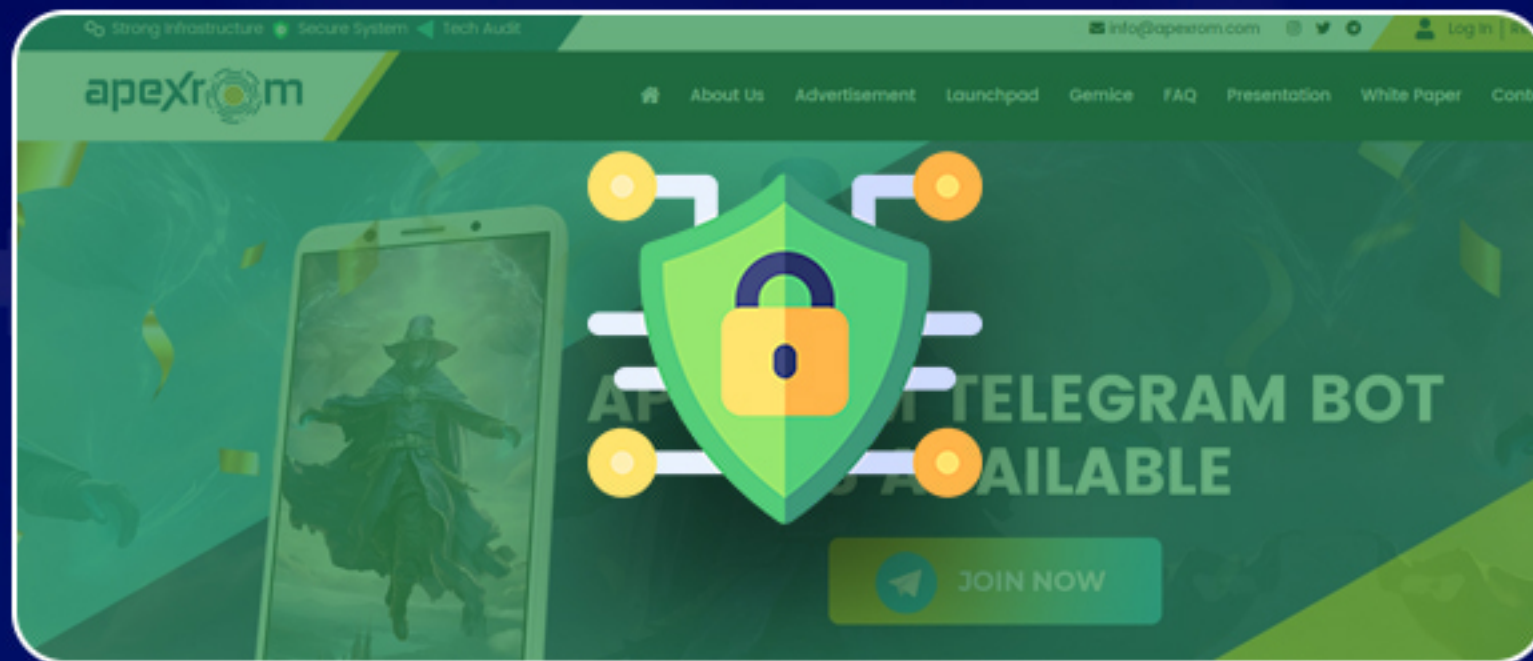 Strong Infrastructure Secure System Tech Audit
info@apexrom.com
Log In |
apexrom
About Us Advertisement Launchpad Gemice FAQ Presentation White Paper
TELEGRAM BOT
AILABLE
JOIN NOW